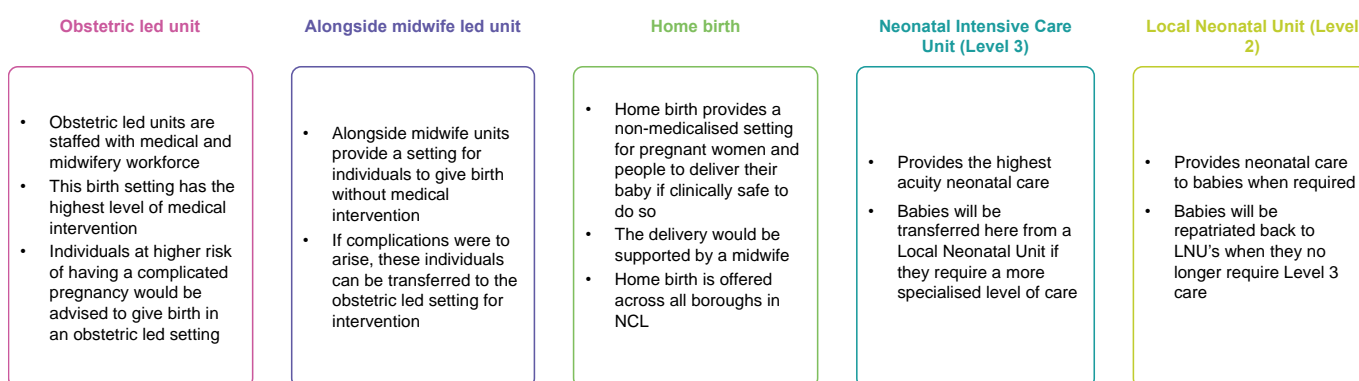 Obstetric led unit
• Obstetric led units are
staffed with medical and
midwifery workforce
• This birth setting has the
highest level of medical
intervention
• Individuals at higher risk
of having a complicated
pregnancy would be
advised to give birth in
an obstetric led setting
Alongside midwife led unit
• Alongside midwife units
provide a setting for
individuals to give birth
without medical
intervention
• If complications were to
arise, these individuals
can be transferred to the
obstetric led setting for
intervention
Home birth
• Home birth provides a
non-medicalised setting
for pregnant women and
people to deliver their
baby if clinically safe to
do so
• The delivery would be
supported by a midwife
• Home birth is offered
across all boroughs in
NCL
Neonatal Intensive Care
Unit (Level 3)
• Provides the highest
acuity neonatal care
• Babies will be
transferred here from a
Local Neonatal Unit if
they require a more
specialised level of care
Local Neonatal Unit (Level
2)
• Provides neonatal care
to babies when required
• Babies will be
repatriated back to
LNU's when they no
longer require Level 3
care